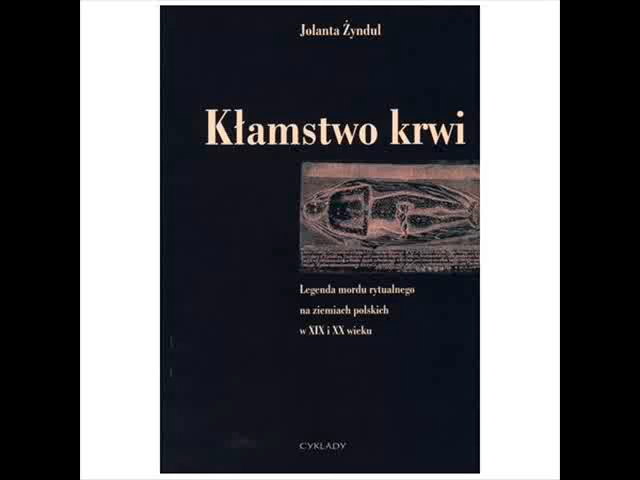 Jolanta Żyndul
Kłamstwo krwi
Legenda mordu rytualnego
na ziemiach polskich
w XIX i XX wieku
CYKLADY